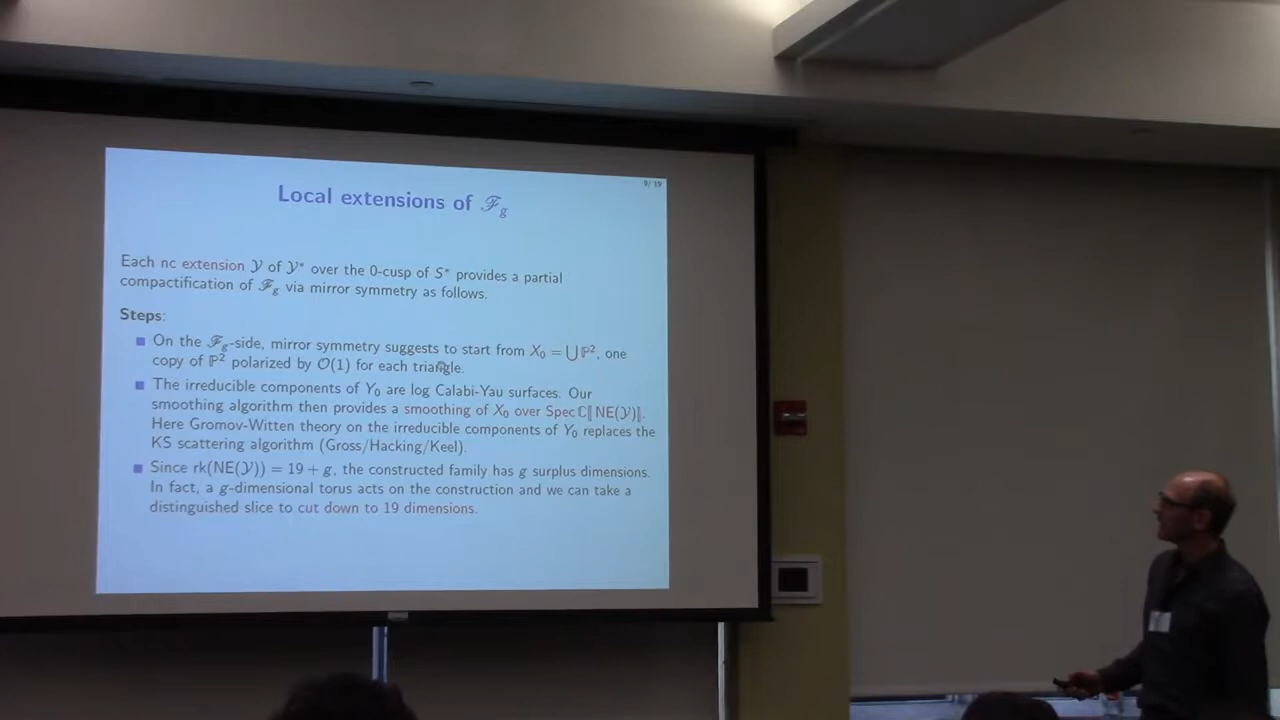 9/ 19
Local extensions of ℱ_g
Each nc extension 𝒴 of 𝒴* over the 0-cusp of S* provides a partial
compactification of ℱ_g via mirror symmetry as follows.
Steps:
On the ℱ_g-side, mirror symmetry suggests to start from X₀ = ⋃ ℙ², one
copy of ℙ² polarized by 𝒪(1) for each triangle.
The irreducible components of Y₀ are log Calabi-Yau surfaces. Our
smoothing algorithm then provides a smoothing of X₀ over Spec ℂ⟦NE(𝒴)⟧.
Here Gromov-Witten theory on the irreducible components of Y₀ replaces the
KS scattering algorithm (Gross/Hacking/Keel).
Since rk(NE(𝒴)) = 19 + g, the constructed family has g surplus dimensions.
In fact, a g-dimensional torus acts on the construction and we can take a
distinguished slice to cut down to 19 dimensions.